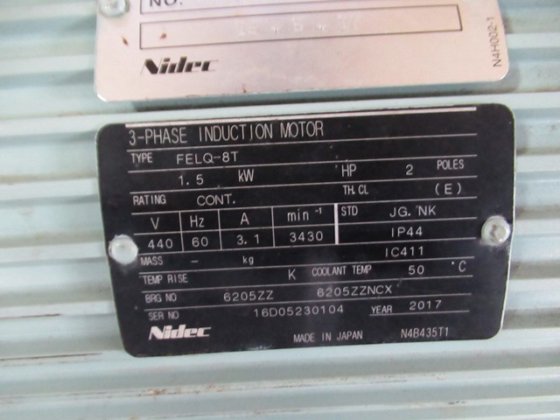 NO.
Nidec
N4H002-1
3-PHASE INDUCTION MOTOR
TYPE FELQ-8T
1.5 kW HP 2 POLES
RATING CONT. TH.CL (E)
V Hz A min⁻¹ STD JG. NK
440 60 3.1 3430 IP44
MASS – kg IC411
TEMP RISE K COOLANT TEMP 50 °C
BRG NO 6205ZZ 6205ZZNCX
SER NO 16D05230104 YEAR 2017
Nidec MADE IN JAPAN N4B435T1